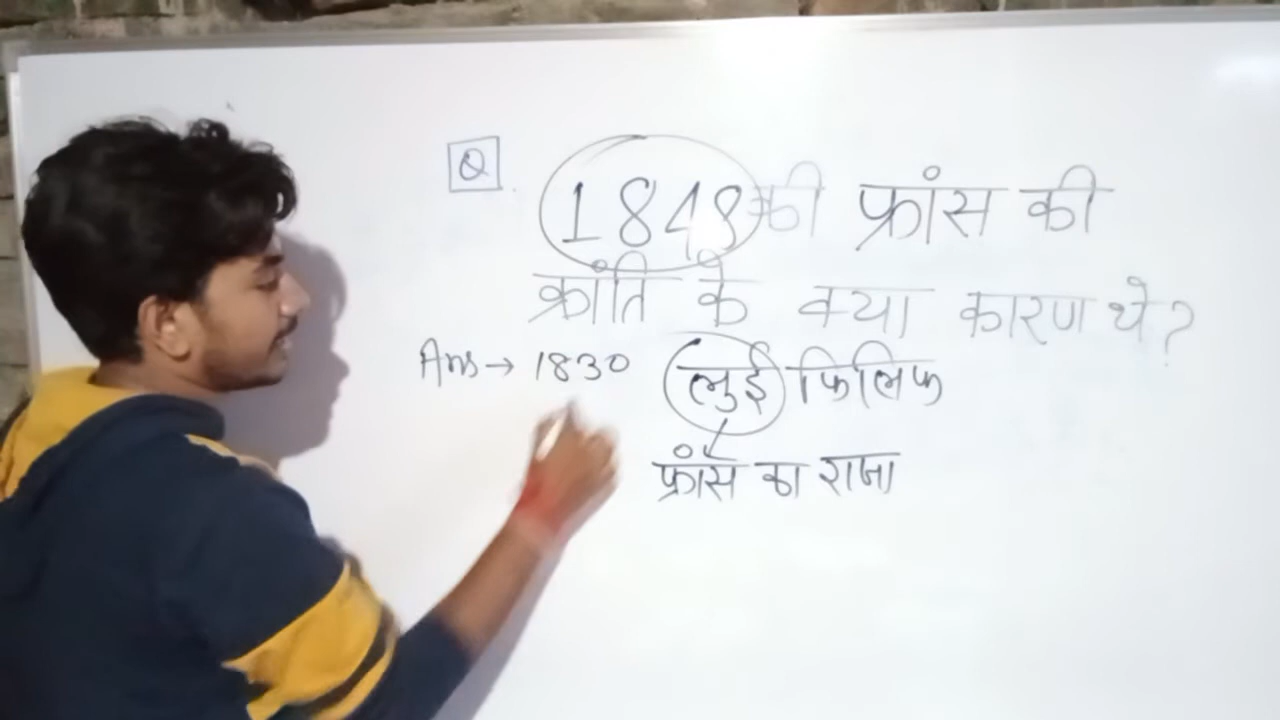 Q 1848 की फ्रांस की
क्रांति के क्या कारण थे?
Ans → 1830 लुई फिलिफ
फ्रांस का राजा